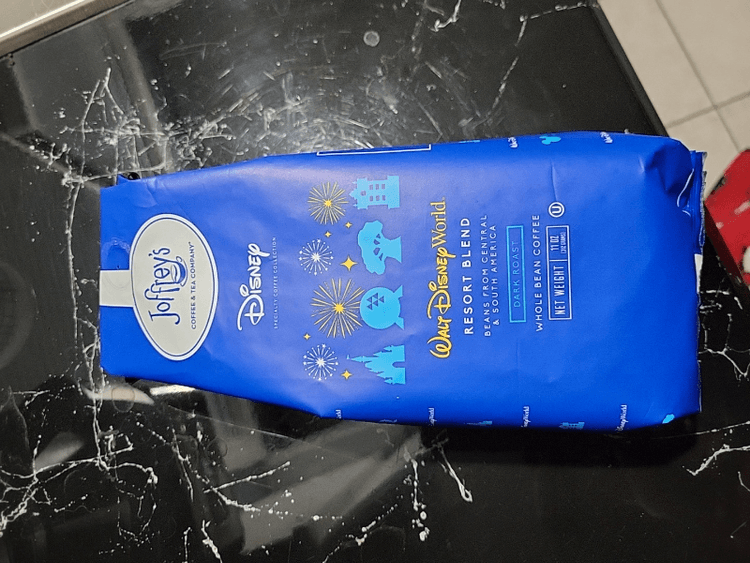 Joffrey's
COFFEE & TEA COMPANY
DISNEY
SPECIALTY COFFEE COLLECTION
WALT DISNEY World
RESORT BLEND
BEANS FROM CENTRAL
& SOUTH AMERICA
DARK ROAST
WHOLE BEAN COFFEE
NET WEIGHT 11 OZ
U